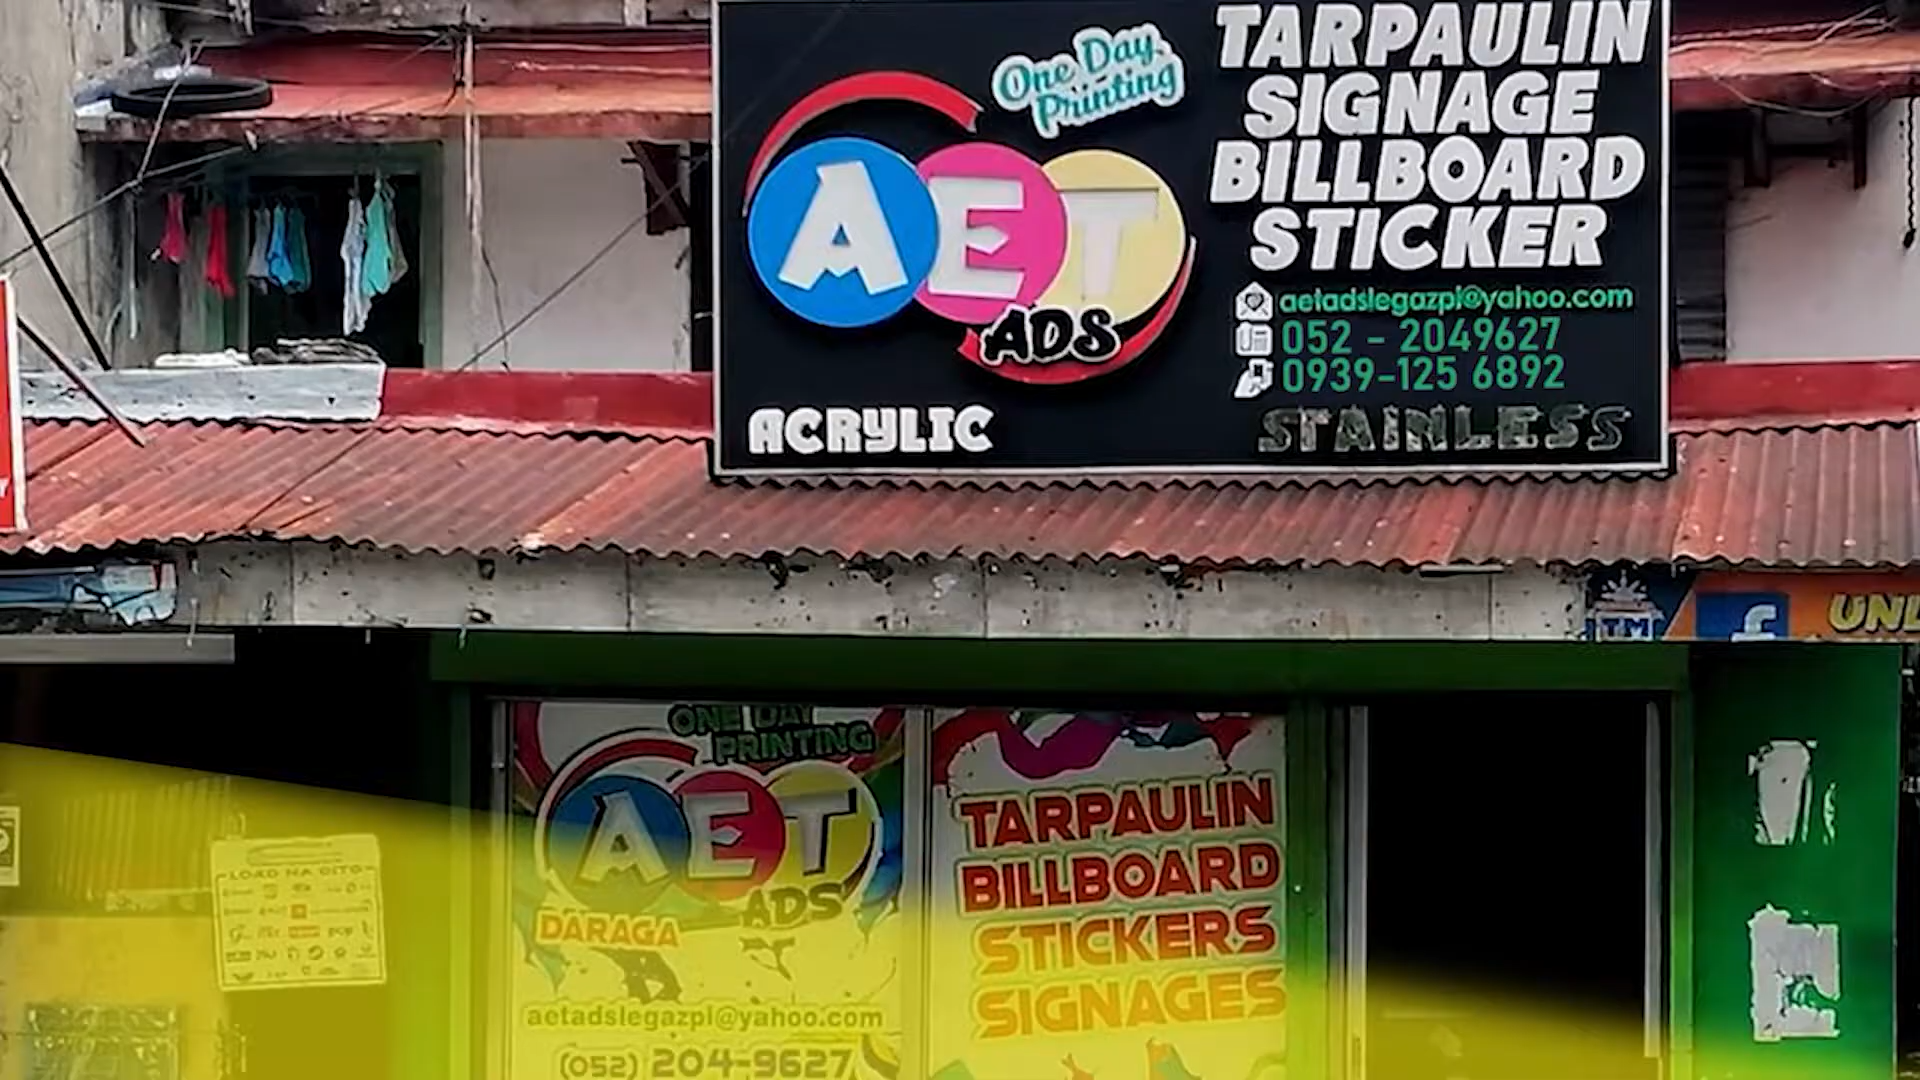 One Day
Printing
AET
ADS
ACRYLIC
TARPAULIN
SIGNAGE
BILLBOARD
STICKER
aetadslegazpi@yahoo.com
052 - 2049627
0939-125 6892
STAINLESS
TM
f
ONE DAY
PRINTING
AET
ADS
DARAGA
aetadslegazpi@yahoo.com
(052) 204-9627
TARPAULIN
BILLBOARD
STICKERS
SIGNAGES
LOAD NA DITO